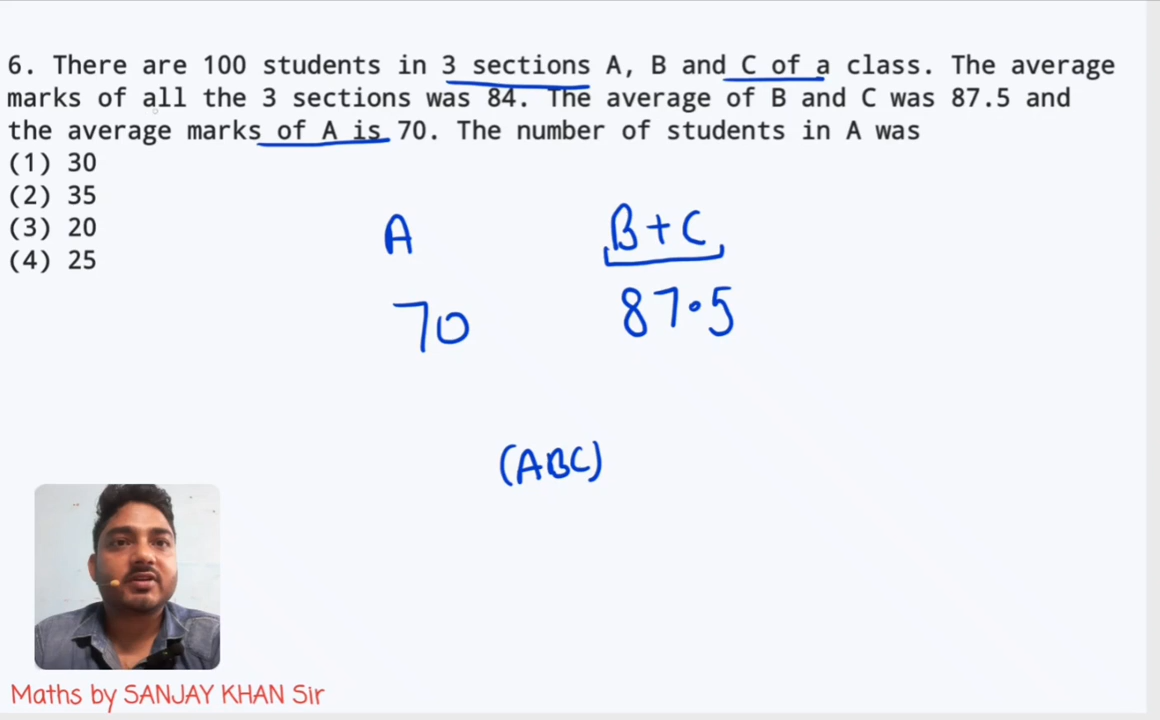 6. There are 100 students in 3 sections A, B and C of a class. The average
marks of all the 3 sections was 84. The average of B and C was 87.5 and
the average marks of A is 70. The number of students in A was
(1) 30
(2) 35
(3) 20
(4) 25
A B+C
70 87.5
(ABC)
Maths by SANJAY KHAN Sir